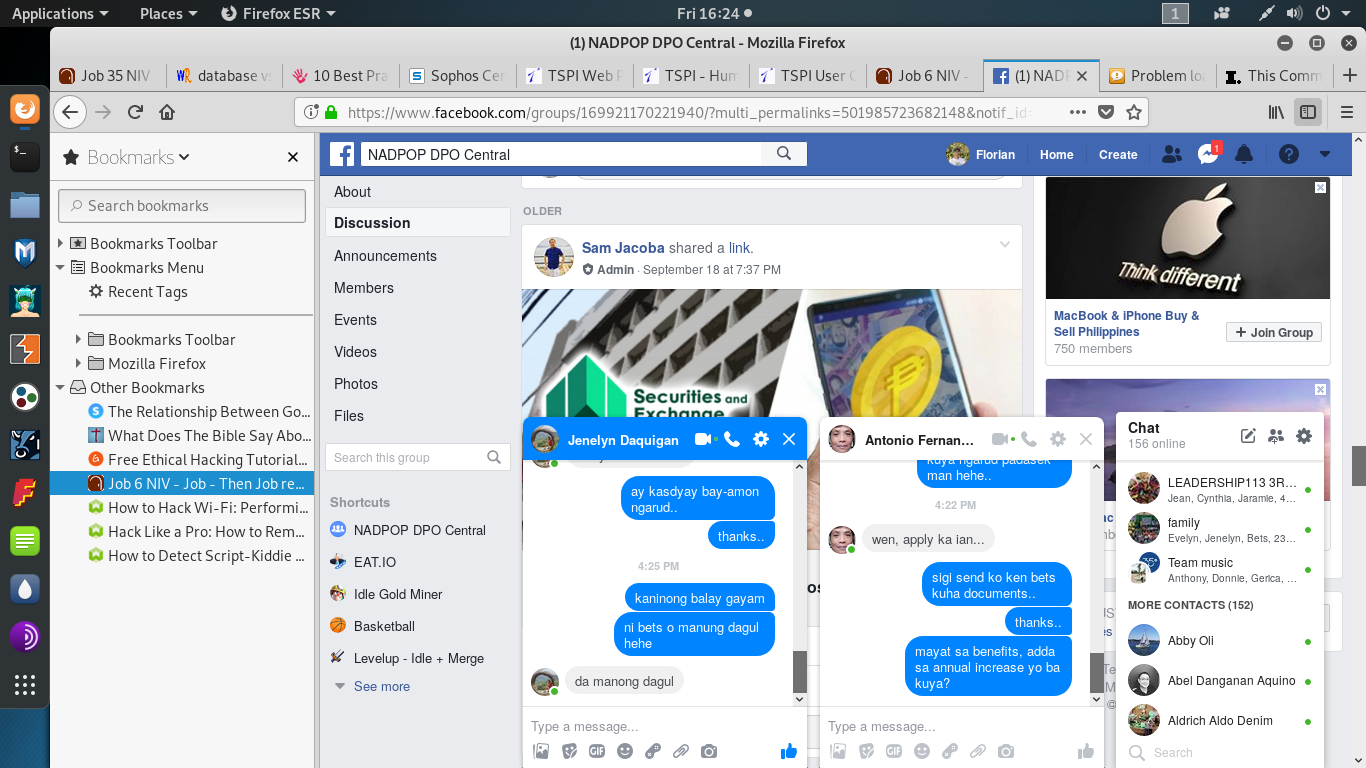 Applications
Places
Firefox ESR
Fri 16:24
1
(1) NADPOP DPO Central - Mozilla Firefox
Job 35 NIV
database vs
10 Best Pra
Sophos Cen
TSPI Web P
TSPI - Hum
TSPI User G
Job 6 NIV -
(1) NADP
Problem loa
This Comm
https://www.facebook.com/groups/169921170221940/?multi_permalinks=501985723682148&notif_id=
Bookmarks
Search bookmarks
Bookmarks Toolbar
Bookmarks Menu
Recent Tags
Bookmarks Toolbar
Mozilla Firefox
Other Bookmarks
The Relationship Between Go...
What Does The Bible Say Abo...
Free Ethical Hacking Tutorial...
Job 6 NIV - Job - Then Job re...
How to Hack Wi-Fi: Performi...
Hack Like a Pro: How to Rem...
How to Detect Script-Kiddie ...
NADPOP DPO Central
Florian
Home
Create
1
About
Discussion
Announcements
Members
Events
Videos
Photos
Files
Search this group
Shortcuts
NADPOP DPO Central
EAT.IO
Idle Gold Miner
Basketball
Levelup - Idle + Merge
See more
OLDER
Sam Jacoba shared a link.
Admin · September 18 at 7:37 PM
Securities and
Exchange
Think different
MacBook & iPhone Buy &
Sell Philippines
750 members
+ Join Group
Jenelyn Daquigan
ay kasdyay bay-amon
ngarud..
thanks..
4:25 PM
kaninong balay gayam
ni bets o manung dagul
hehe
da manong dagul
Type a message...
GIF
Antonio Fernan...
kuya ngarud padasek
man hehe..
4:22 PM
wen, apply ka ian...
sigi send ko ken bets
kuha documents..
thanks..
mayat sa benefits, adda
sa annual increase yo ba
kuya?
Type a message...
GIF
Chat
156 online
LEADERSHIP113 3R...
Jean, Cynthia, Jaramie, 4...
family
Evelyn, Jenelyn, Bets, 23...
Team music
Anthony, Donnie, Gerica, ...
MORE CONTACTS (152)
Abby Oli
Abel Danganan Aquino
Aldrich Aldo Denim
Search